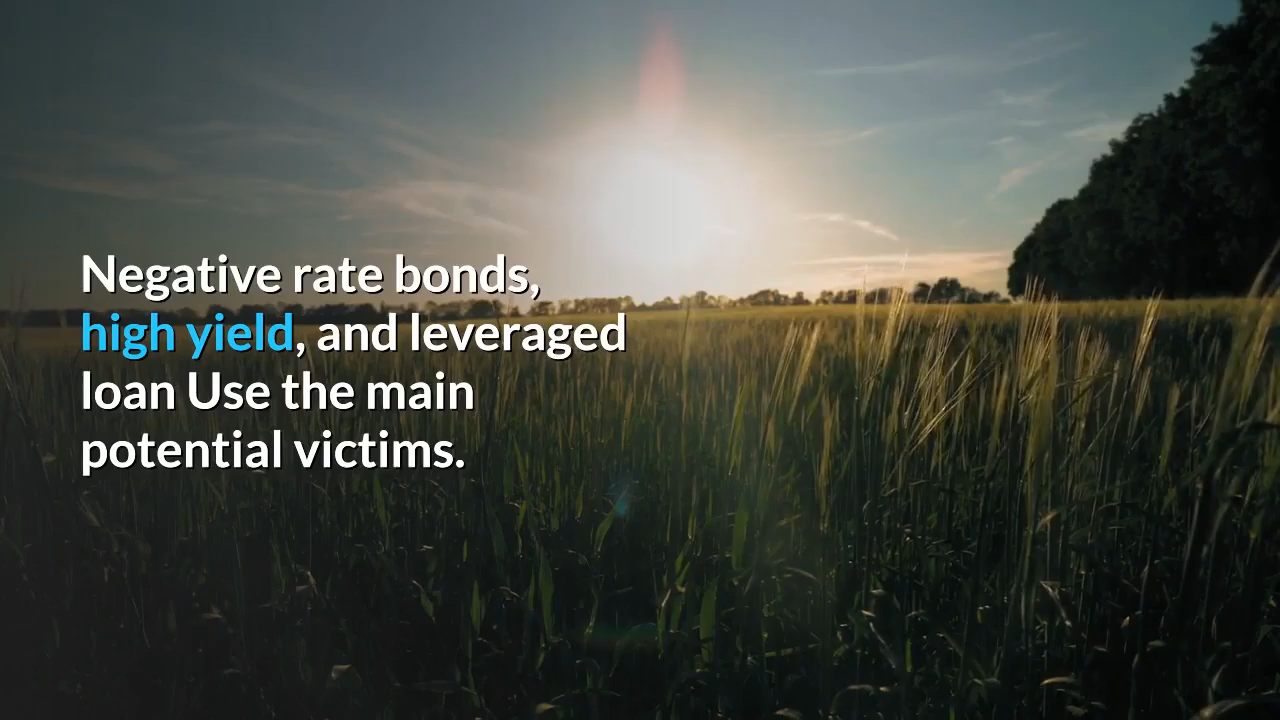 Negative rate bonds,
high yield, and leveraged
loan Use the main
potential victims.